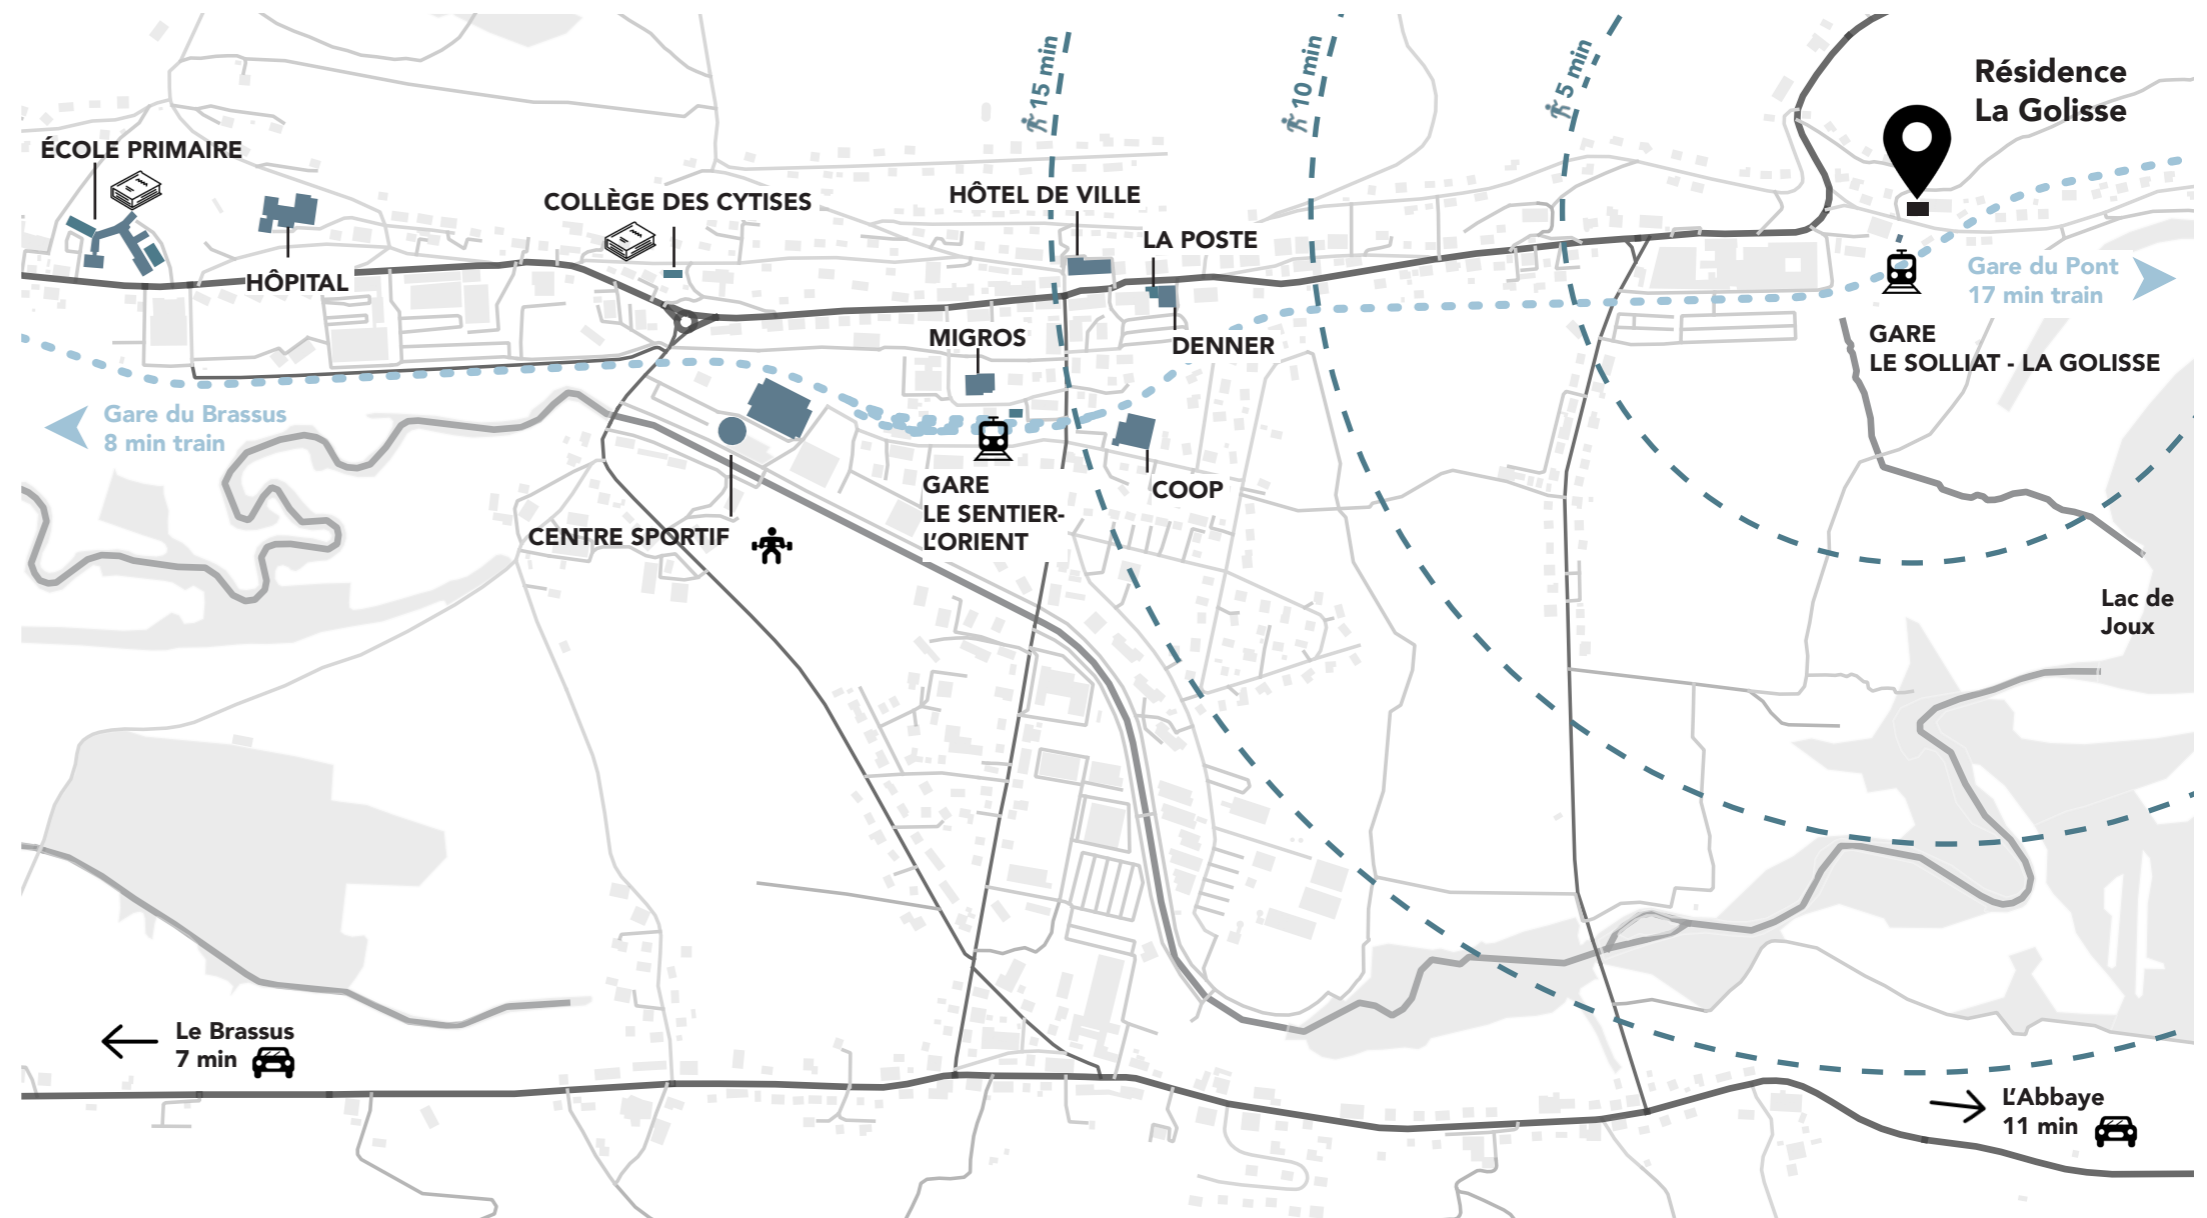 15 min
10 min
5 min
Résidence
La Golisse
ÉCOLE PRIMAIRE
COLLÈGE DES CYTISES
HÔTEL DE VILLE
LA POSTE
HÔPITAL
Gare du Pont
17 min train
MIGROS
DENNER
GARE
LE SOLLIAT - LA GOLISSE
Gare du Brassus
8 min train
GARE
LE SENTIER-
L'ORIENT
COOP
CENTRE SPORTIF
Lac de
Joux
Le Brassus
7 min
L'Abbaye
11 min